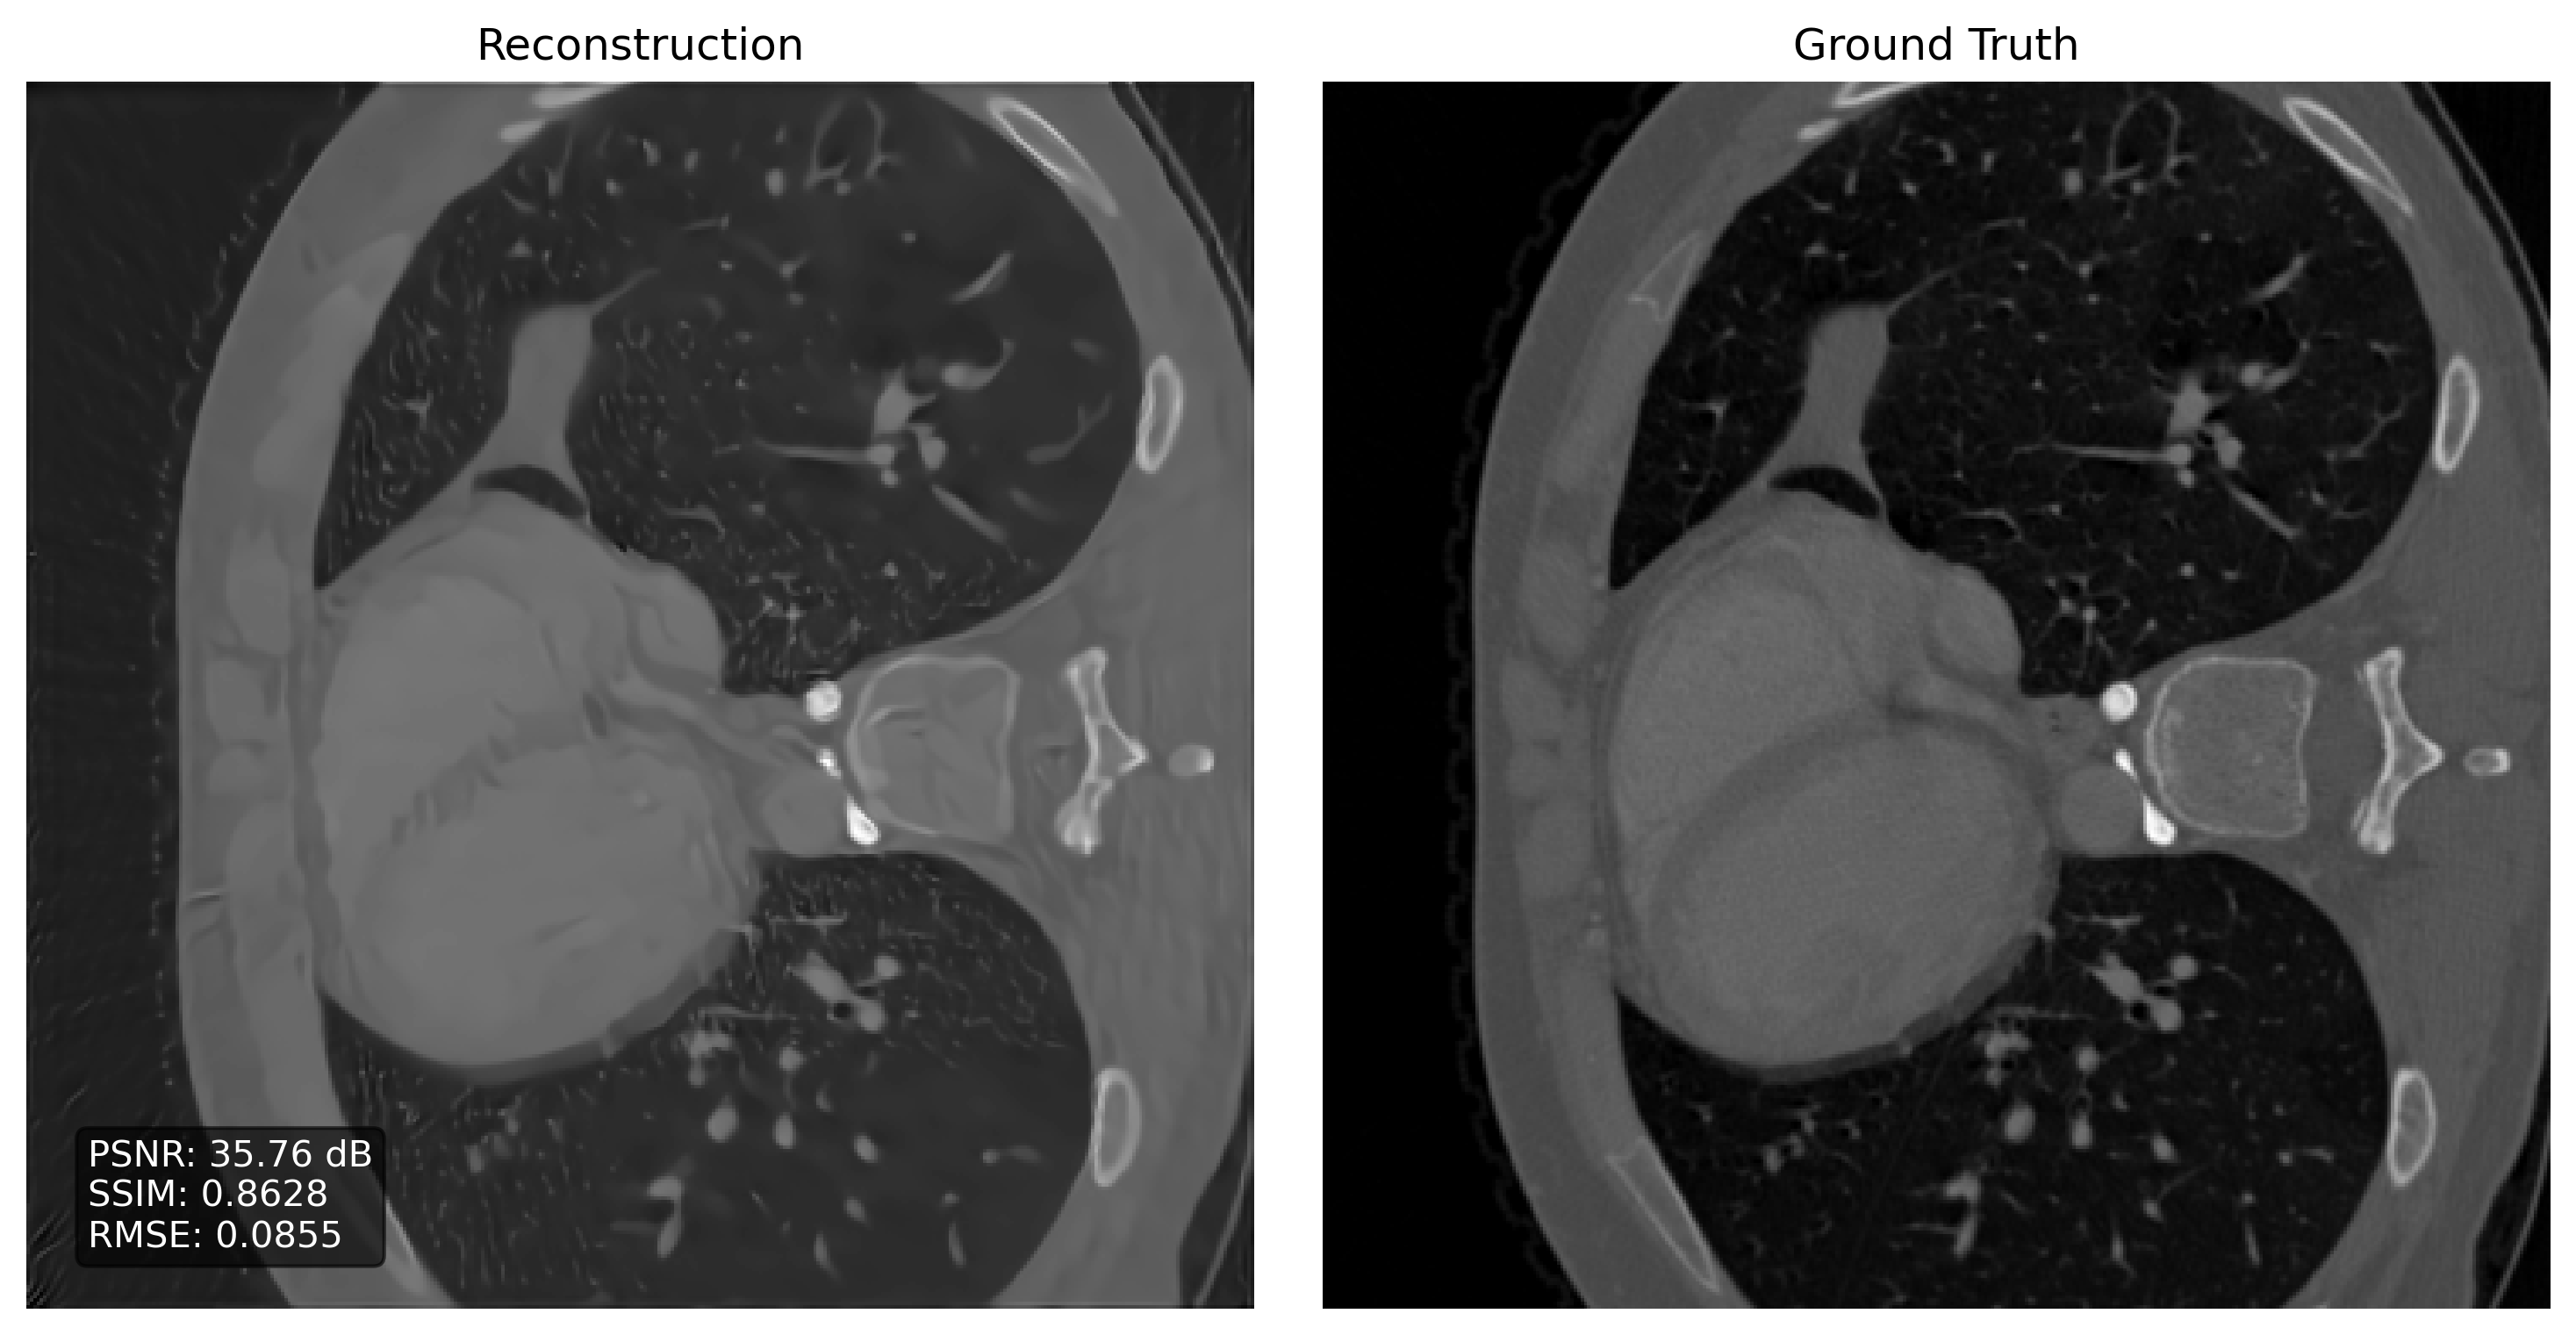 Reconstruction
Ground Truth
PSNR: 35.76 dB
SSIM: 0.8628
RMSE: 0.0855